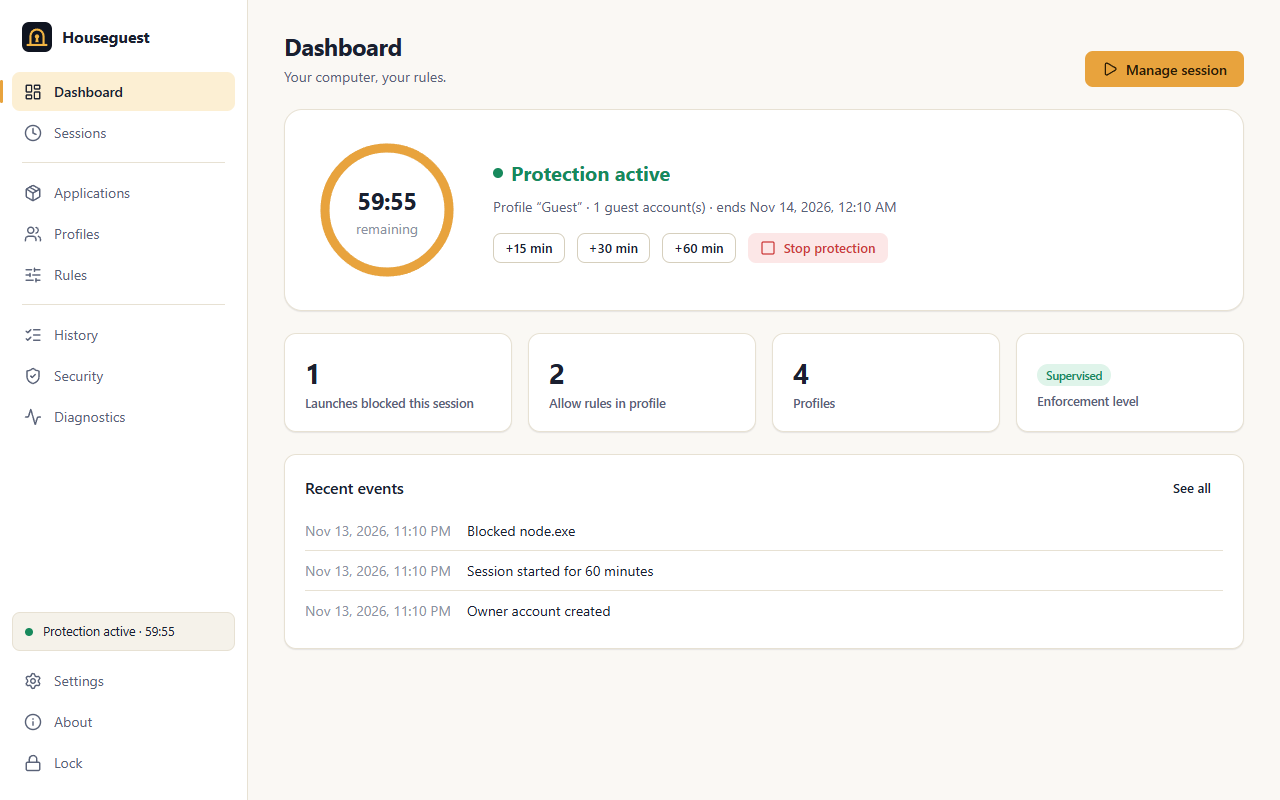 Houseguest
Dashboard
Sessions
Applications
Profiles
Rules
History
Security
Diagnostics
Protection active · 59:55
Settings
About
Lock
Dashboard
Your computer, your rules.
Manage session
59:55
remaining
Protection active
Profile “Guest” · 1 guest account(s) · ends Nov 14, 2026, 12:10 AM
+15 min
+30 min
+60 min
Stop protection
1
Launches blocked this session
2
Allow rules in profile
4
Profiles
Supervised
Enforcement level
Recent events
See all
Nov 13, 2026, 11:10 PM Blocked node.exe
Nov 13, 2026, 11:10 PM Session started for 60 minutes
Nov 13, 2026, 11:10 PM Owner account created